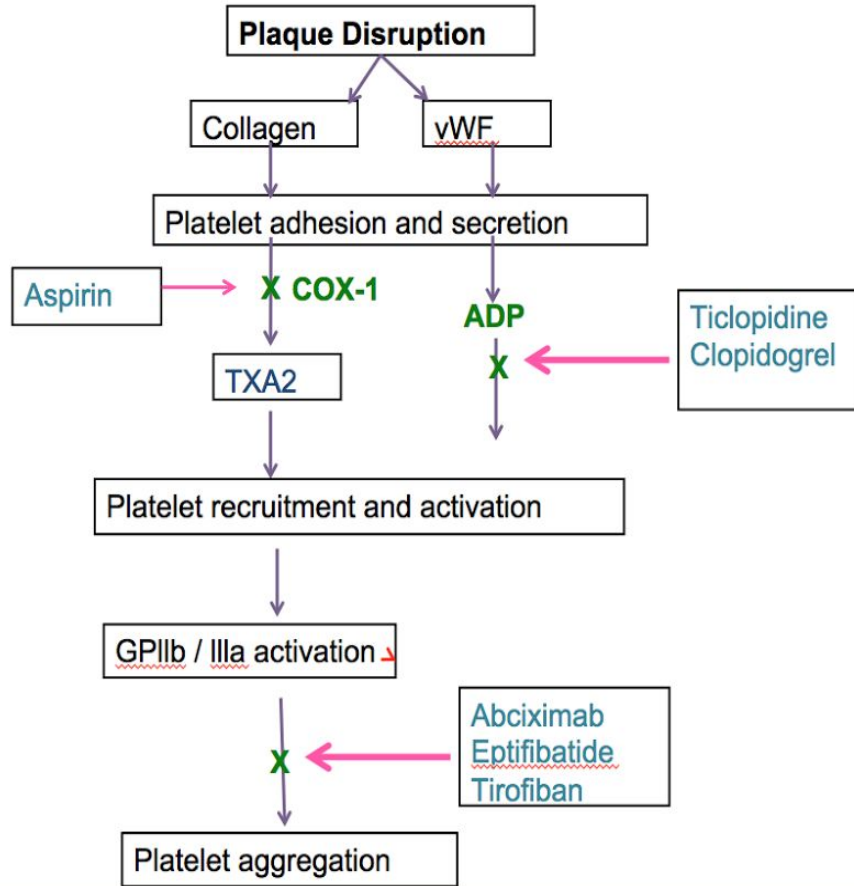 Plaque Disruption
Collagen
vWF
Platelet adhesion and secretion
Aspirin
X COX-1
ADP
Ticlopidine
Clopidogrel
X
TXA2
Platelet recruitment and activation
GPIIb / IIIa activation
Abciximab
Eptifibatide
Tirofiban
X
Platelet aggregation